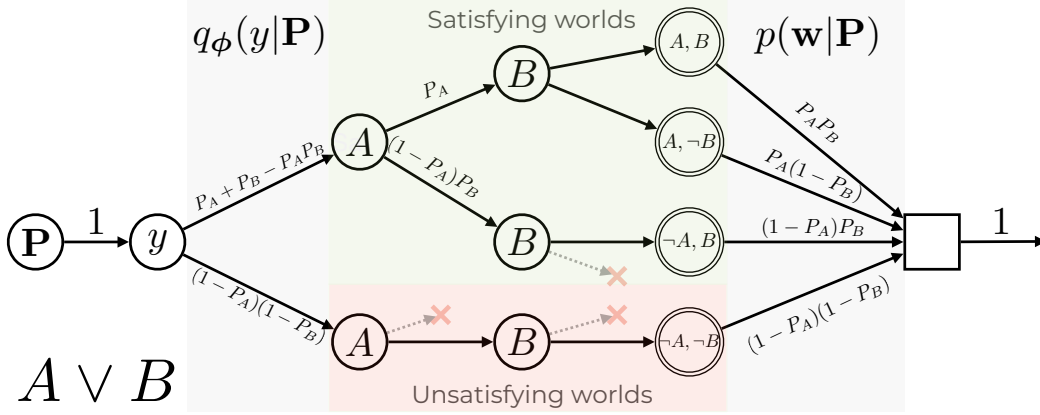 Satisfying worlds
q_ϕ(y|P)
p(w|P)
A, B
B
P_A
P_A P_B
A
A, ¬B
P_A + P_B − P_A P_B
(1−P_A)P_B
P_A(1−P_B)
P
1
y
B
¬A, B
(1−P_A)P_B
1
(1−P_A)(1−P_B)
A
B
¬A, ¬B
(1−P_A)(1−P_B)
A ∨ B
Unsatisfying worlds